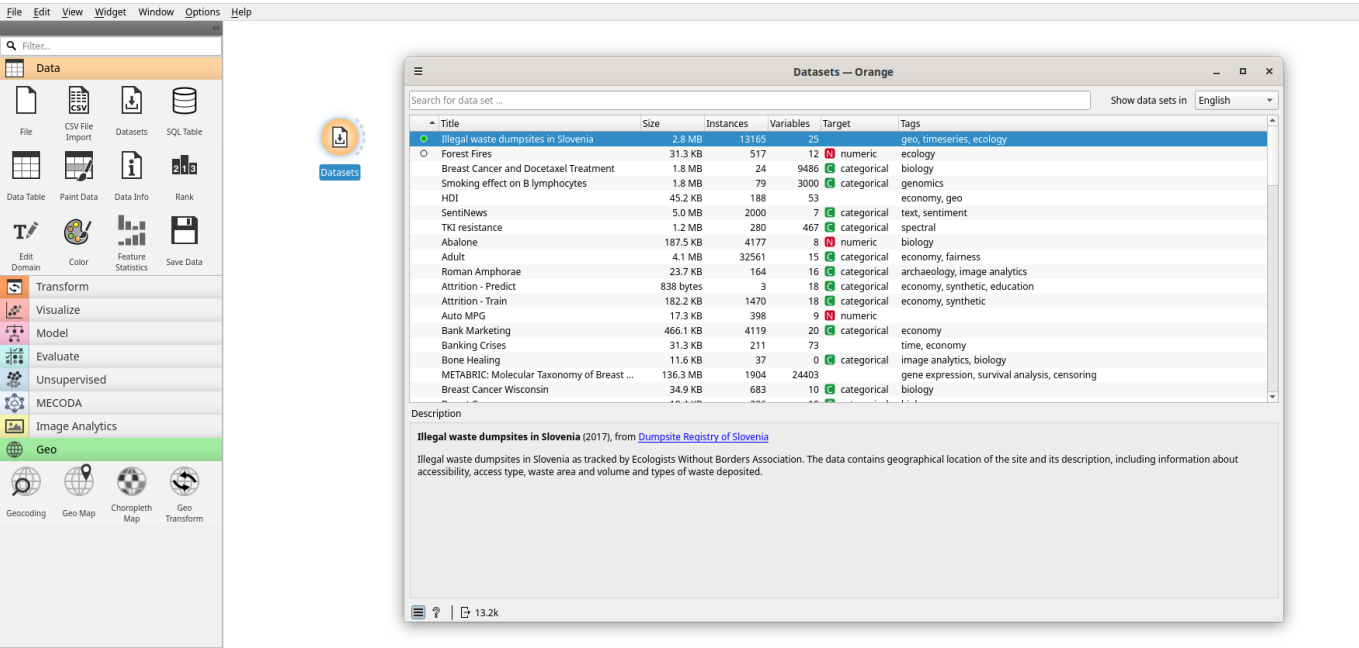 File Edit View Widget Window Options Help
Filter...
Data
File
CSV File Import
Datasets
SQL Table
Data Table
Paint Data
Data Info
Rank
Edit Domain
Color
Feature Statistics
Save Data
Transform
Visualize
Model
Evaluate
Unsupervised
MECODA
Image Analytics
Geo
Geocoding
Geo Map
Choropleth Map
Geo Transform
Datasets
Datasets — Orange
Search for data set ...
Show data sets in English
Title Size Instances Variables Target Tags
Illegal waste dumpsites in Slovenia 2.8 MB 13165 25 geo, timeseries, ecology
Forest Fires 31.3 KB 517 12 N numeric ecology
Breast Cancer and Docetaxel Treatment 1.8 MB 24 9486 C categorical biology
Smoking effect on B lymphocytes 1.8 MB 79 3000 C categorical genomics
HDI 45.2 KB 188 53 economy, geo
SentiNews 5.0 MB 2000 7 C categorical text, sentiment
TKI resistance 1.2 MB 280 467 C categorical spectral
Abalone 187.5 KB 4177 8 N numeric biology
Adult 4.1 MB 32561 15 C categorical economy, fairness
Roman Amphorae 23.7 KB 164 16 C categorical archaeology, image analytics
Attrition - Predict 838 bytes 3 18 C categorical economy, synthetic, education
Attrition - Train 182.2 KB 1470 18 C categorical economy, synthetic
Auto MPG 17.3 KB 398 9 N numeric
Bank Marketing 466.1 KB 4119 20 C categorical economy
Banking Crises 31.3 KB 211 73 time, economy
Bone Healing 11.6 KB 37 0 C categorical image analytics, biology
METABRIC: Molecular Taxonomy of Breast ... 136.3 MB 1904 24403 gene expression, survival analysis, censoring
Breast Cancer Wisconsin 34.9 KB 683 10 C categorical biology
Description
Illegal waste dumpsites in Slovenia (2017), from Dumpsite Registry of Slovenia
Illegal waste dumpsites in Slovenia as tracked by Ecologists Without Borders Association. The data contains geographical location of the site and its description, including information about
accessibility, access type, waste area and volume and types of waste deposited.
? 13.2k